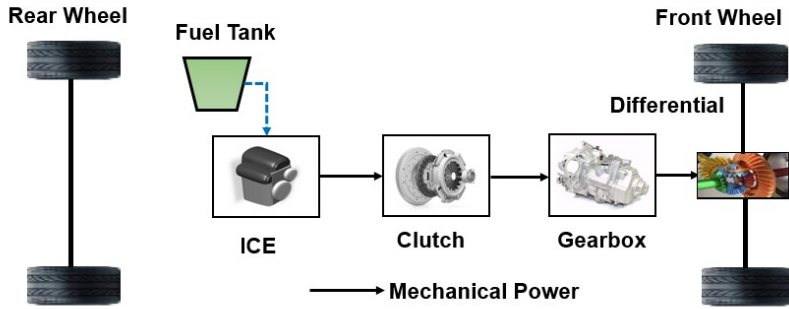 Rear Wheel
Front Wheel
Fuel Tank
Differential
ICE
Clutch
Gearbox
Mechanical Power